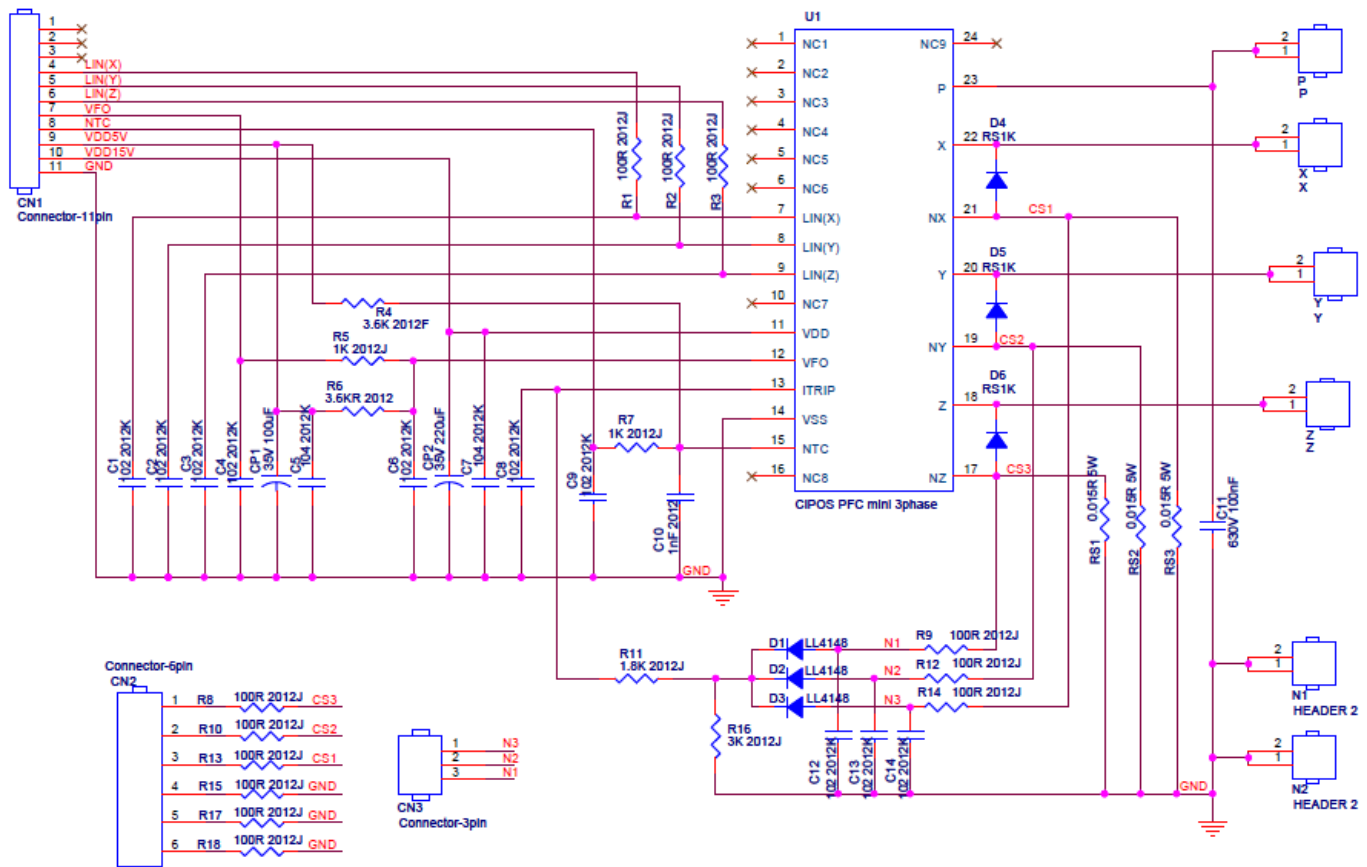 U1
CN1
Connector-11pin
1
2
3
4 LIN(X)
5 LIN(Y)
6 LIN(Z)
7 VFO
8 NTC
9 VDD5V
10 VDD15V
11 GND
1 NC1
2 NC2
3 NC3
4 NC4
5 NC5
6 NC6
7 LIN(X)
8 LIN(Y)
9 LIN(Z)
10 NC7
11 VDD
12 VFO
13 ITRIP
14 VSS
15 NTC
16 NC8
NC9 24
P 23
X 22
NX 21
Y 20
NY 19
Z 18
NZ 17
CIPOS PFC mini 3phase
R1 100R 2012J
R2 100R 2012J
R3 100R 2012J
R4
3.6K 2012F
R5
1K 2012J
R6
3.6KR 2012
R7
1K 2012J
C1 102 2012K
C2 102 2012K
C3 102 2012K
C4 102 2012K
CP1 35V 100uF
C5 104 2012K
C6 102 2012K
CP2 35V 220uF
C7 104 2012K
C8 102 2012K
C9 102 2012K
C10 1nF 2012
GND
D4
RS1K
CS1
D5
RS1K
CS2
D6
RS1K
CS3
2
1
P
P
2
1
X
X
2
1
Y
Y
2
1
Z
Z
RS1 0.015R 5W
RS2 0.015R 5W
RS3 0.015R 5W
C11
630V 100nF
R11
1.8K 2012J
D1 LL4148 N1 R9 100R 2012J
D2 LL4148 N2 R12 100R 2012J
D3 LL4148 N3 R14 100R 2012J
R16
3K 2012J
C12 102 2012K
C13 102 2012K
C14 102 2012K
GND
2
1
N1
HEADER 2
2
1
N2
HEADER 2
Connector-6pin
CN2
1 R8 100R 2012J CS3
2 R10 100R 2012J CS2
3 R13 100R 2012J CS1
4 R15 100R 2012J GND
5 R17 100R 2012J GND
6 R18 100R 2012J GND
1 N3
2 N2
3 N1
CN3
Connector-3pin